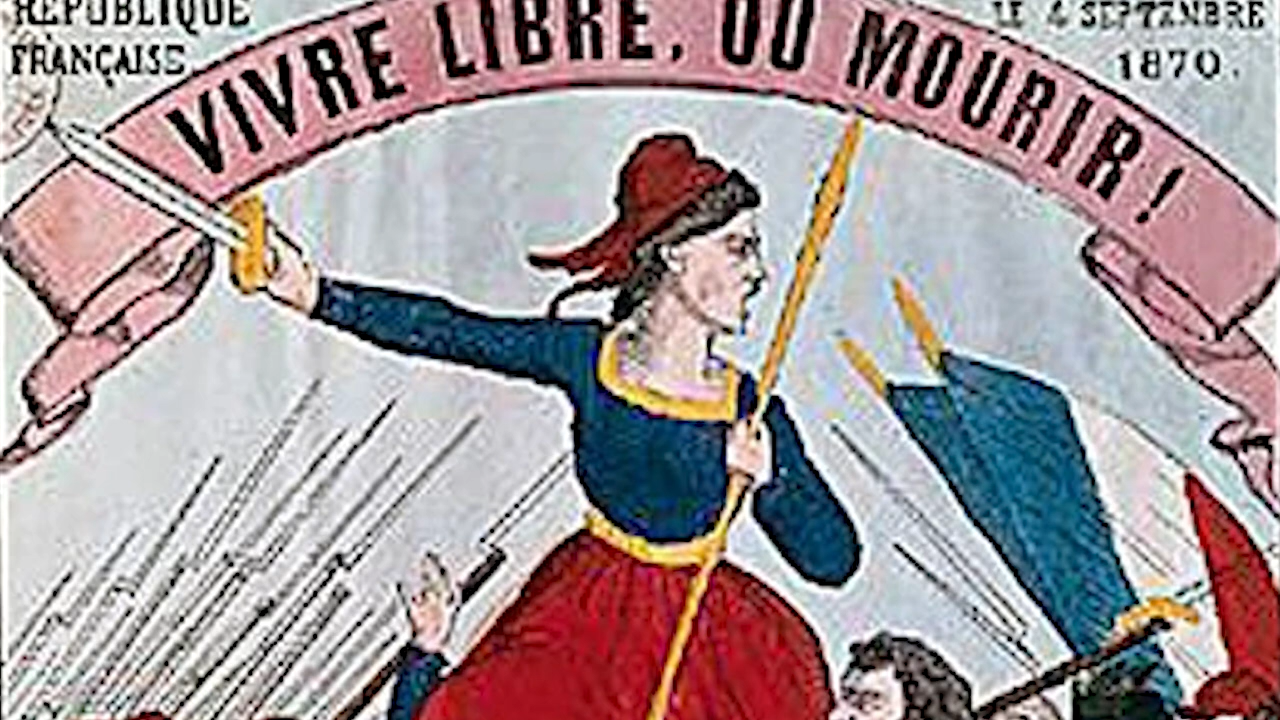 RÉPUBLIQUE
FRANÇAISE
LE 4 SEPTEMBRE
1870.
VIVRE LIBRE, OU MOURIR !